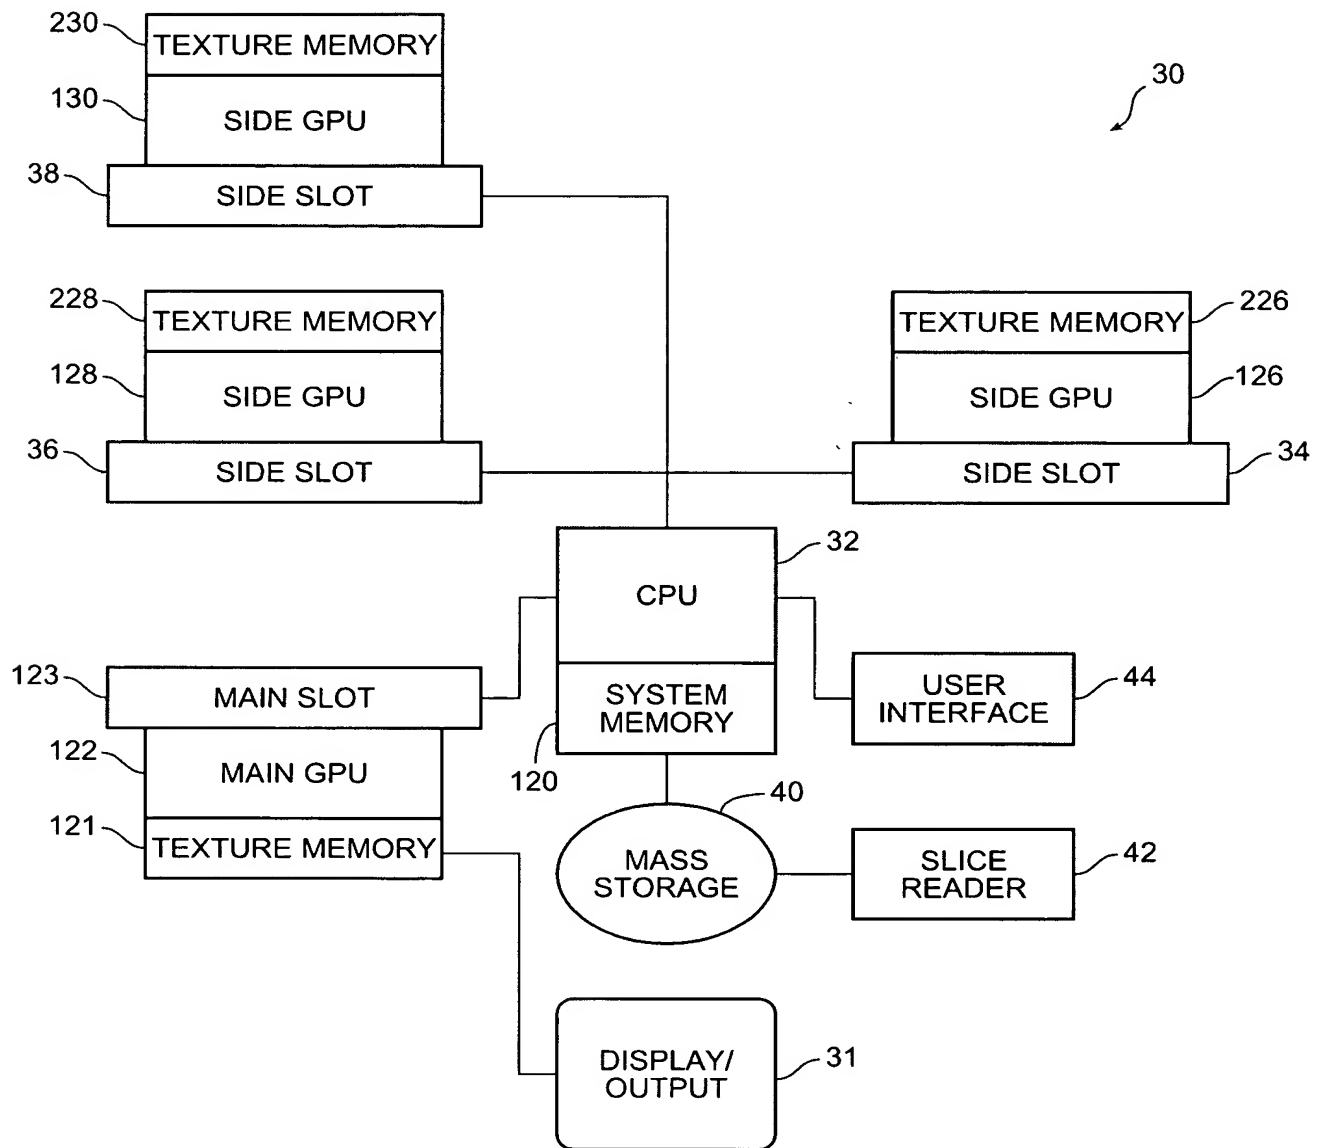 230
TEXTURE MEMORY
30
130
SIDE GPU
38
SIDE SLOT
228
TEXTURE MEMORY
TEXTURE MEMORY
226
128
SIDE GPU
SIDE GPU
126
36
SIDE SLOT
SIDE SLOT
34
32
CPU
123
MAIN SLOT
SYSTEM
MEMORY
USER
INTERFACE
44
122
MAIN GPU
120
40
121
TEXTURE MEMORY
MASS
STORAGE
SLICE
READER
42
DISPLAY/
OUTPUT
31